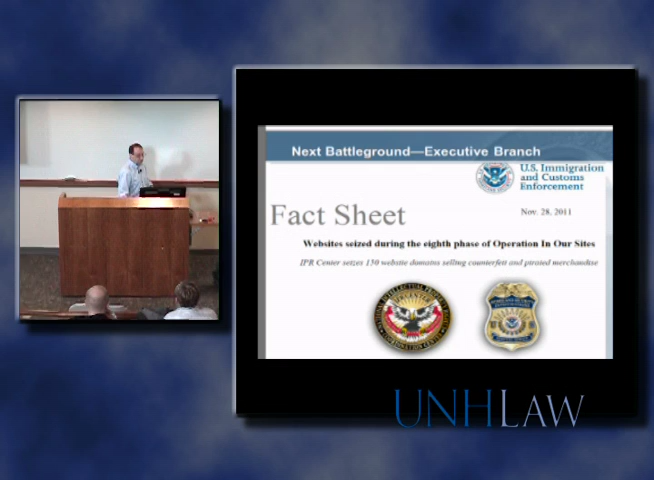 Next Battleground—Executive Branch
U.S. Immigration
and Customs
Enforcement
Fact Sheet
Nov. 28, 2011
Websites seized during the eighth phase of Operation In Our Sites
IPR Center seizes 150 website domains selling counterfeit and pirated merchandise
UNHLAW